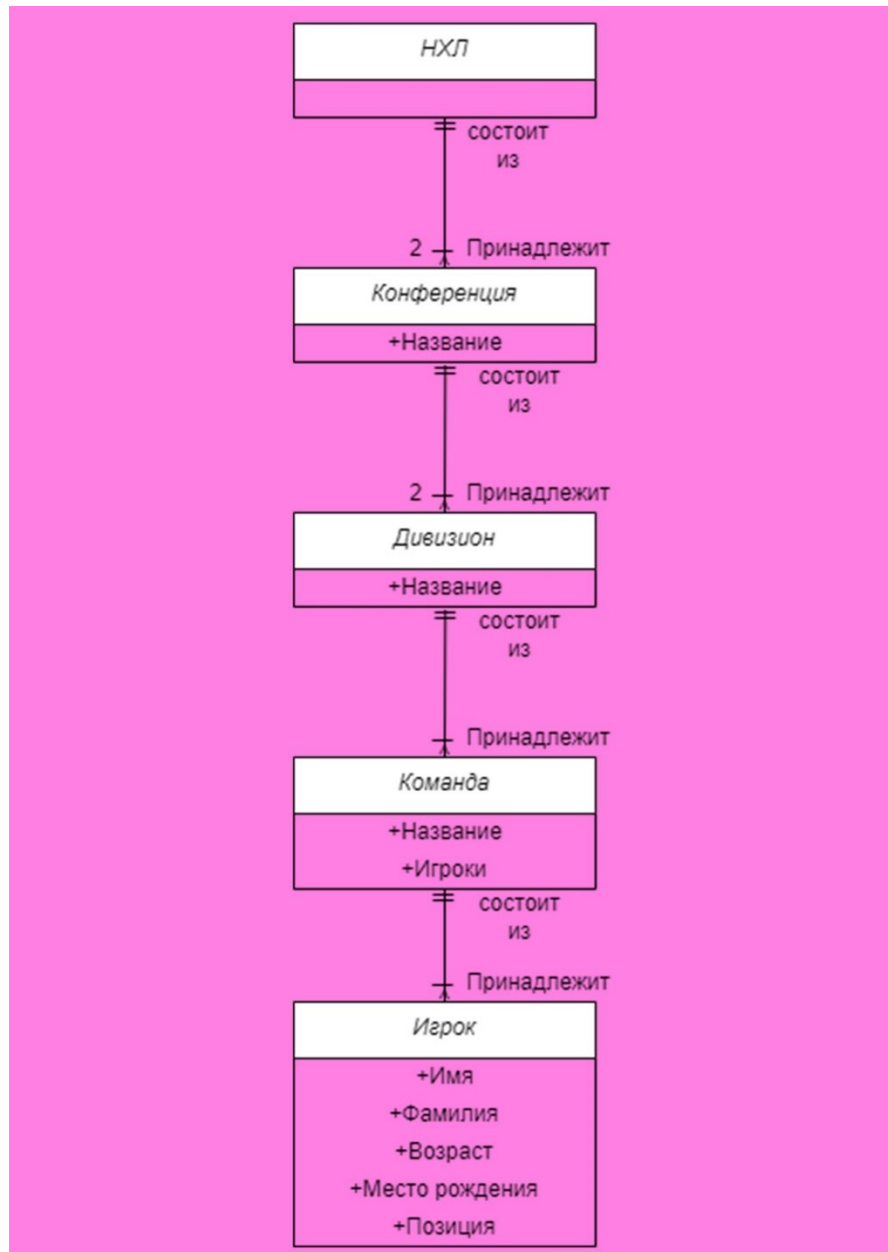 НХЛ
состоит
из
2 Принадлежит
Конференция
+Название
состоит
из
2 Принадлежит
Дивизион
+Название
состоит
из
Принадлежит
Команда
+Название
+Игроки
состоит
из
Принадлежит
Игрок
+Имя
+Фамилия
+Возраст
+Место рождения
+Позиция